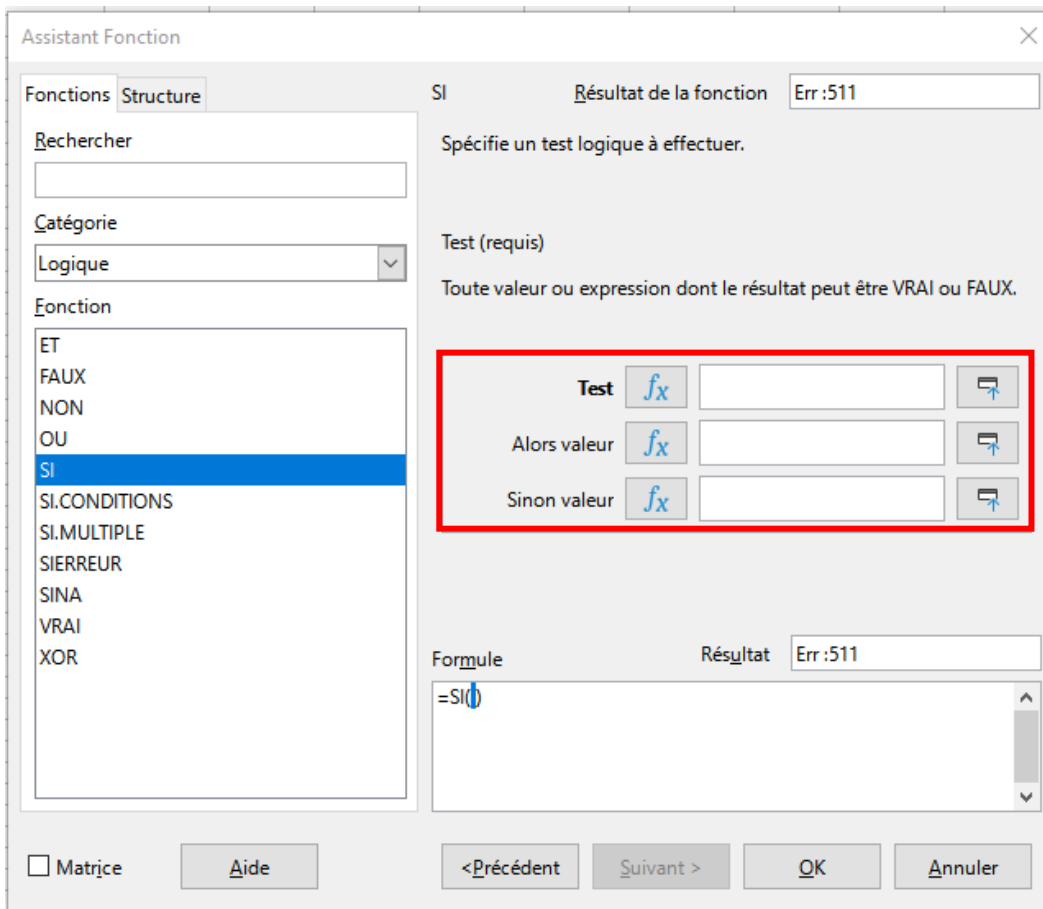 Assistant Fonction
Fonctions Structure
Rechercher
Catégorie
Logique
Fonction
ET
FAUX
NON
OU
SI
SI.CONDITIONS
SI.MULTIPLE
SIERREUR
SINA
VRAI
XOR
SI Résultat de la fonction Err :511
Spécifie un test logique à effectuer.
Test (requis)
Toute valeur ou expression dont le résultat peut être VRAI ou FAUX.
Test fx
Alors valeur fx
Sinon valeur fx
Formule Résultat Err :511
=SI()
Matrice Aide <Précédent Suivant > OK Annuler